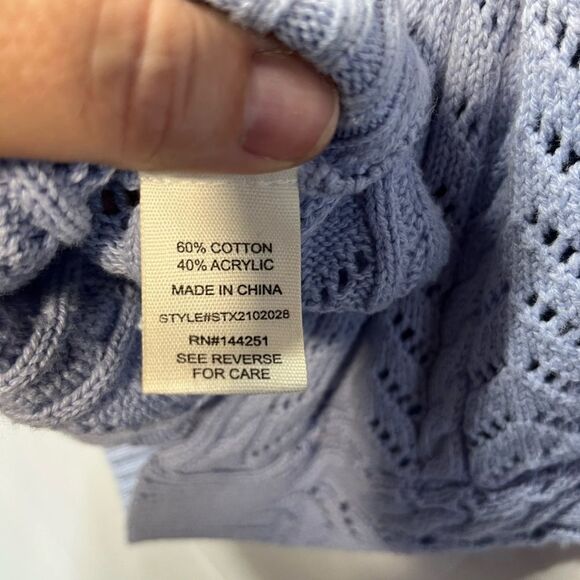 60% COTTON
40% ACRYLIC
MADE IN CHINA
STYLE#STX2102028
RN#144251
SEE REVERSE
FOR CARE